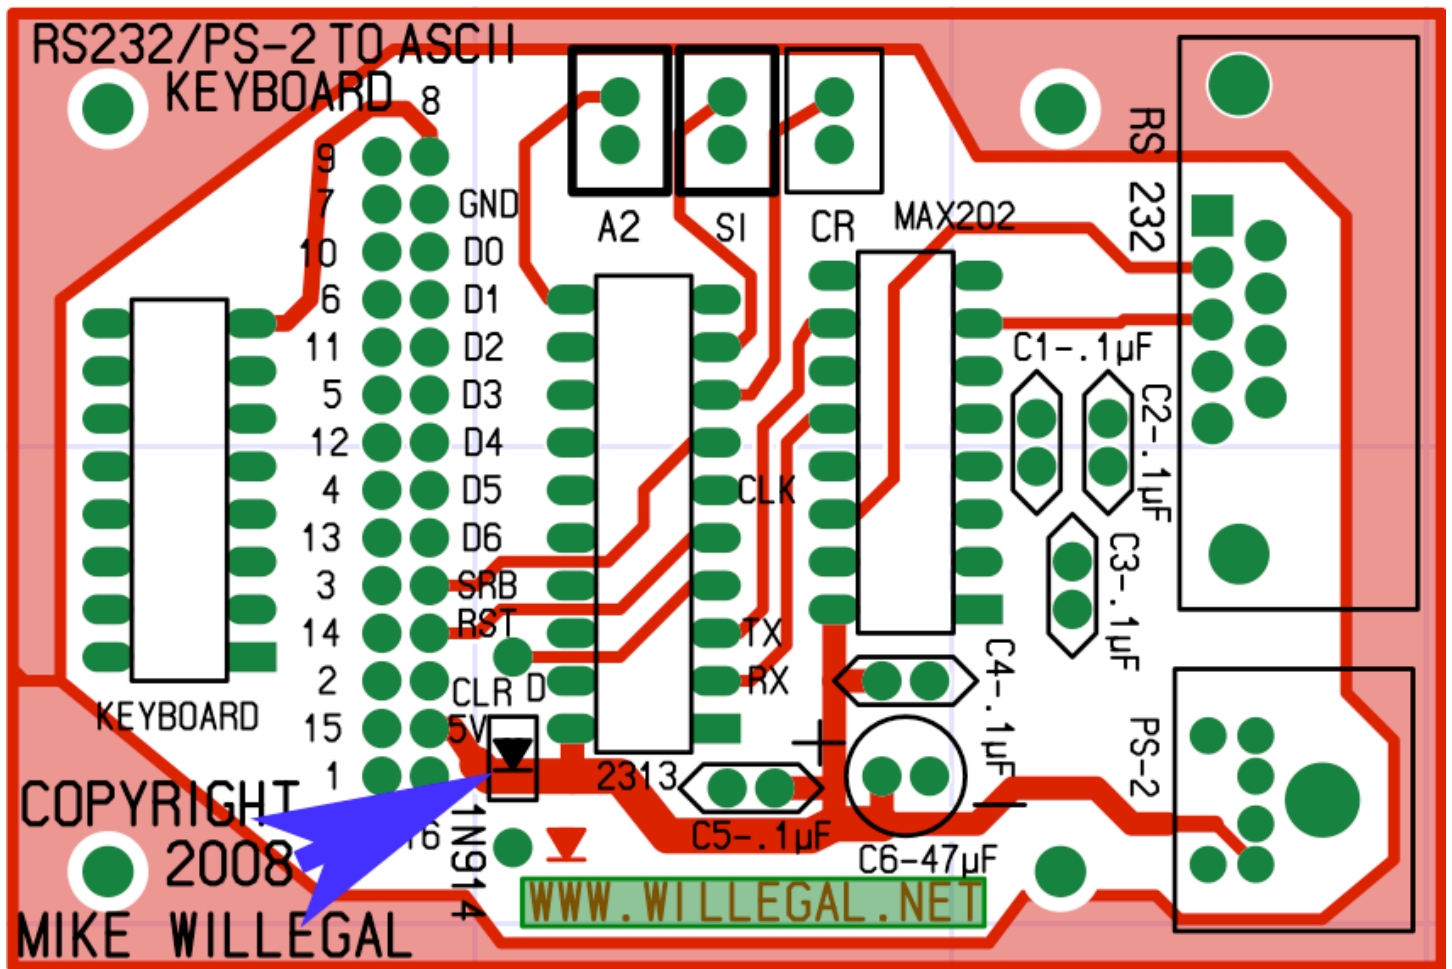 RS232/PS-2 TO ASCII
KEYBOARD
8
9
7 GND
10 D0
6 D1
11 D2
5 D3
12 D4
4 D5
13 D6
3 SRB
14 RST
2 CLR D
15 5V
1
16
1N914
A2
SI
CR
MAX202
CLK
TX
RX
2313
KEYBOARD
RS 232
C1-.1µF
C2-.1µF
C3-.1µF
C4-.1µF
+
C5-.1µF
C6-47µF
PS-2
COPYRIGHT
2008
MIKE WILLEGAL
WWW.WILLEGAL.NET